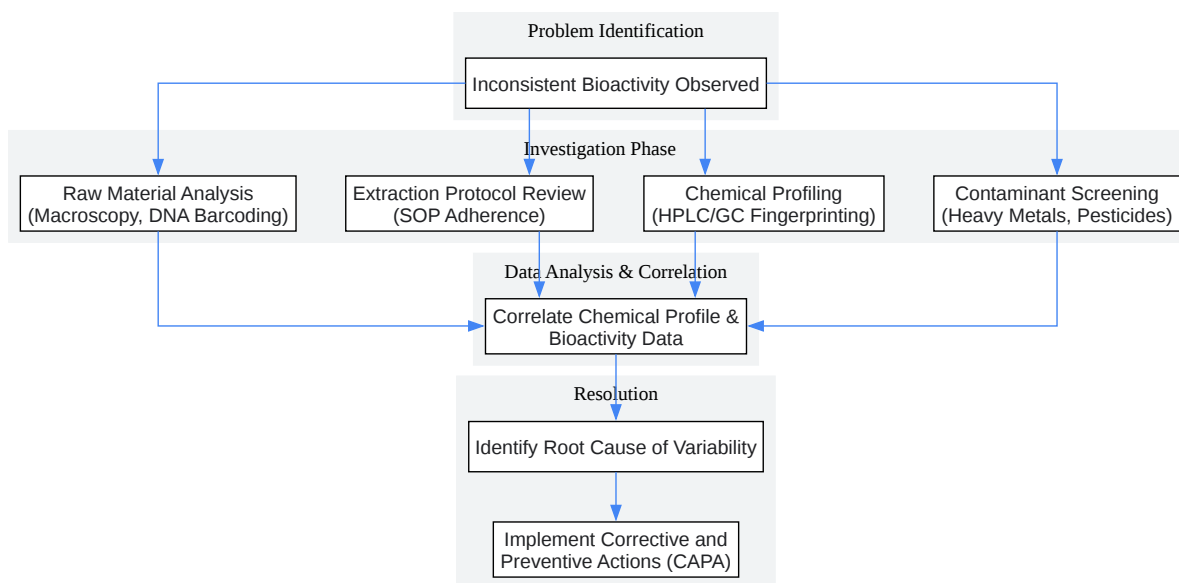 Problem Identification
Inconsistent Bioactivity Observed
Investigation Phase
Raw Material Analysis
(Macroscopy, DNA Barcoding)
Extraction Protocol Review
(SOP Adherence)
Chemical Profiling
(HPLC/GC Fingerprinting)
Contaminant Screening
(Heavy Metals, Pesticides)
Data Analysis & Correlation
Correlate Chemical Profile &
Bioactivity Data
Resolution
Identify Root Cause of Variability
Implement Corrective and
Preventive Actions (CAPA)